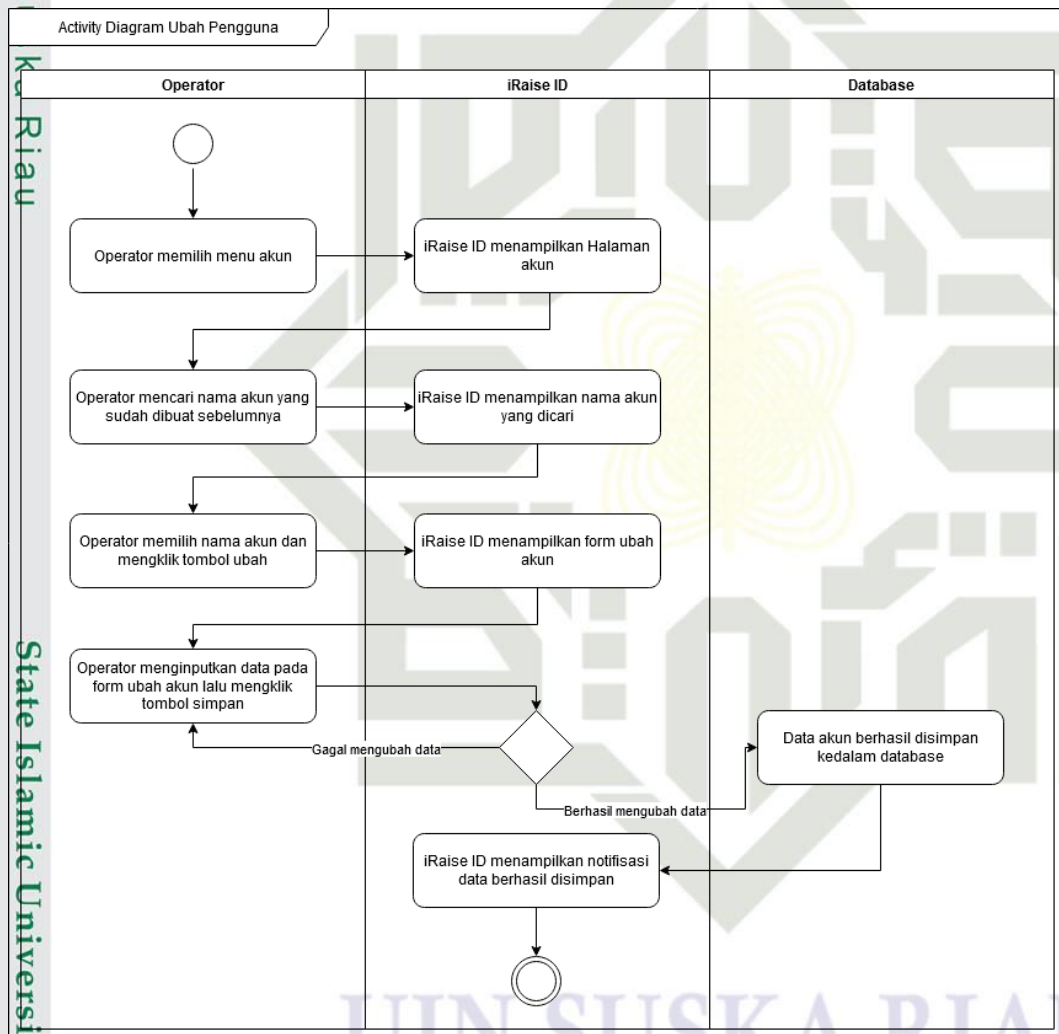 Activity Diagram Ubah Pengguna
Operator
iRaise ID
Database
Operator memilih menu akun
iRaise ID menampilkan Halaman
akun
Operator mencari nama akun yang
sudah dibuat sebelumnya
iRaise ID menampilkan nama akun
yang dicari
Operator memilih nama akun dan
mengklik tombol ubah
iRaise ID menampilkan form ubah
akun
Operator menginputkan data pada
form ubah akun lalu mengklik
tombol simpan
Gagal mengubah data
Berhasil mengubah data
Data akun berhasil disimpan
kedalam database
iRaise ID menampilkan notifisasi
data berhasil disimpan
ka Riau
State Islamic Universi
UIN SUSKA RIAU